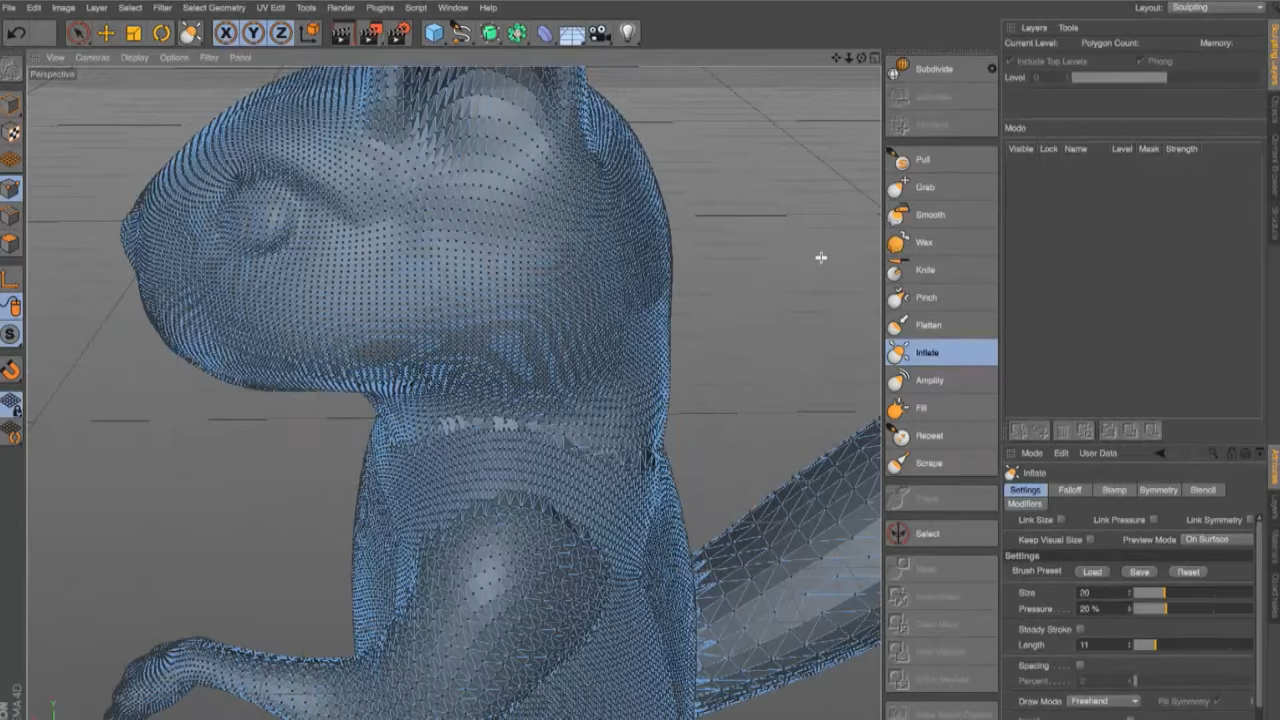 File Edit Image Layer Select Filter Select Geometry UV Edit Tools Render Plugins Script Window Help Layout: Sculpting
X Y Z
View Cameras Display Options Filter Panel
Perspective
Subdivide
Pull
Grab
Smooth
Wax
Knife
Pinch
Flatten
Inflate
Amplify
Fill
Repeat
Scrape
Select
Layers Tools
Current Level: Polygon Count: Memory:
Include Top Levels Phong
Level 0
Mode
Visible Lock Name Level Mask Strength
Mode Edit User Data
Inflate
Settings Falloff Stamp Symmetry Stencil
Modifiers
Link Size Link Pressure Link Symmetry
Keep Visual Size Preview Mode On Surface
Settings
Brush Preset Load Save Reset
Size 20
Pressure 20 %
Steady Stroke
Length 11
Spacing
Percent
Draw Mode Freehand Fill Symmetry